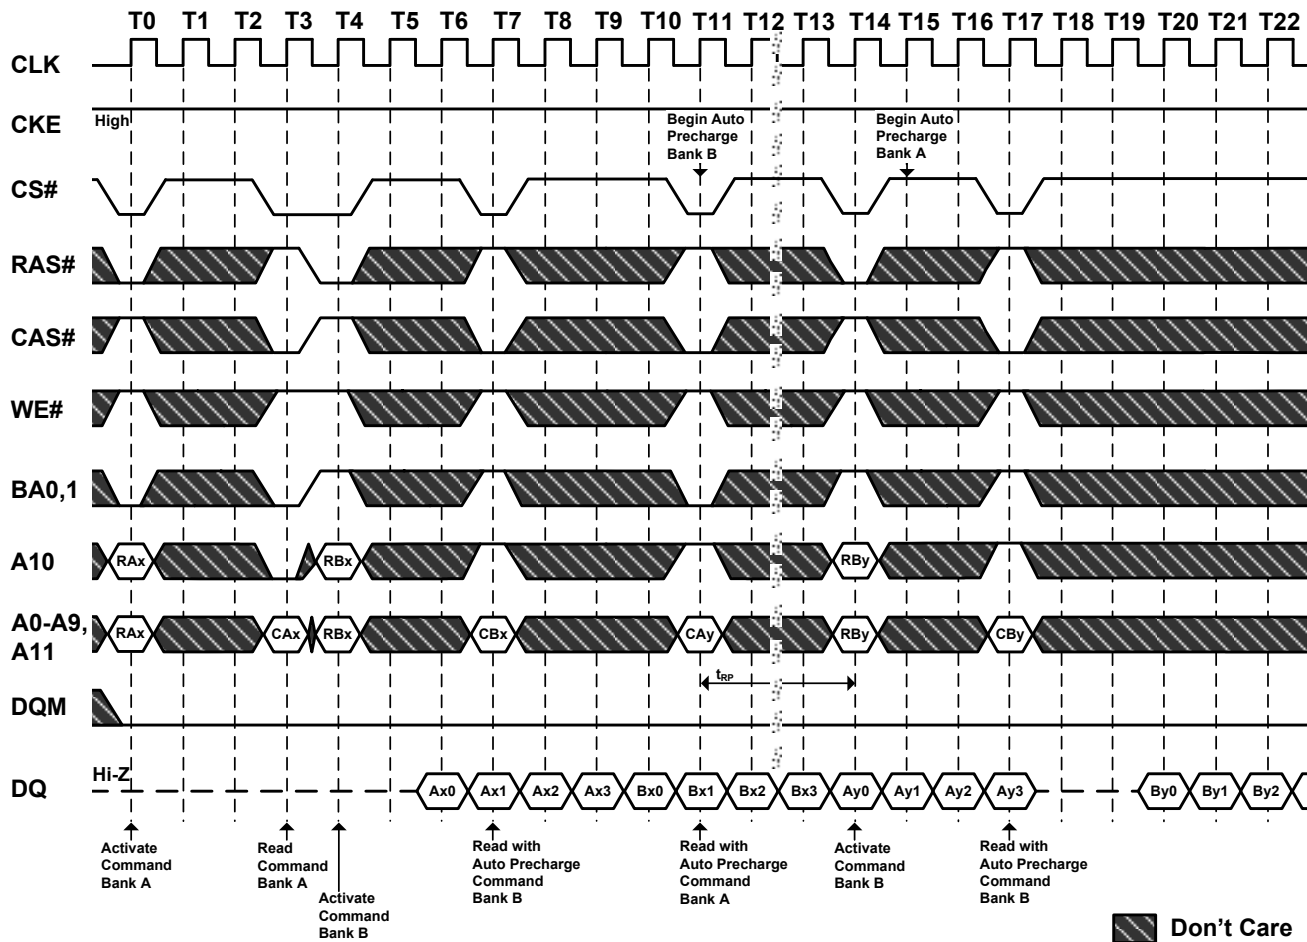 T0 T1 T2 T3 T4 T5 T6 T7 T8 T9 T10 T11 T12 T13 T14 T15 T16 T17 T18 T19 T20 T21 T22
CLK
CKE
High
Begin Auto
Precharge
Bank B
Begin Auto
Precharge
Bank A
CS#
RAS#
CAS#
WE#
BA0,1
A10
RAx RBx RBy
A0-A9,
A11
RAx CAx RBx CBx CAy RBy CBy
tRP
DQM
Hi-Z
DQ
Ax0 Ax1 Ax2 Ax3 Bx0 Bx1 Bx2 Bx3 Ay0 Ay1 Ay2 Ay3 By0 By1 By2
Activate
Command
Bank A
Read
Command
Bank A
Activate
Command
Bank B
Read with
Auto Precharge
Command
Bank B
Read with
Auto Precharge
Command
Bank A
Activate
Command
Bank B
Read with
Auto Precharge
Command
Bank B
Don't Care